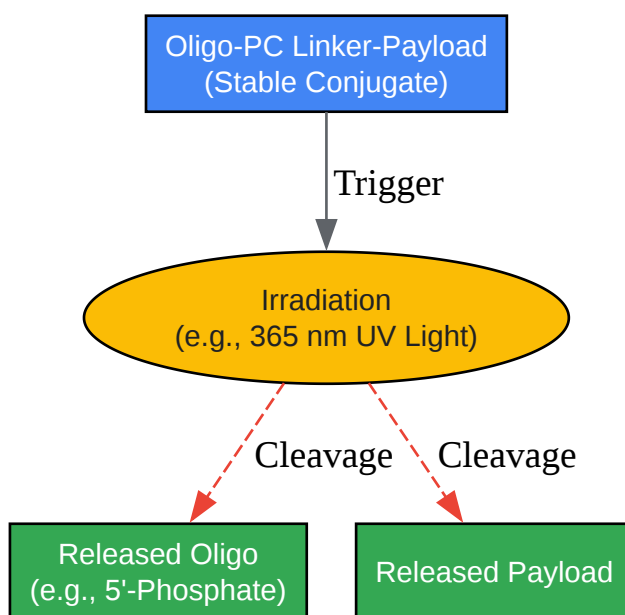 Oligo-PC Linker-Payload
(Stable Conjugate)
Trigger
Irradiation
(e.g., 365 nm UV Light)
Cleavage
Cleavage
Released Oligo
(e.g., 5'-Phosphate)
Released Payload